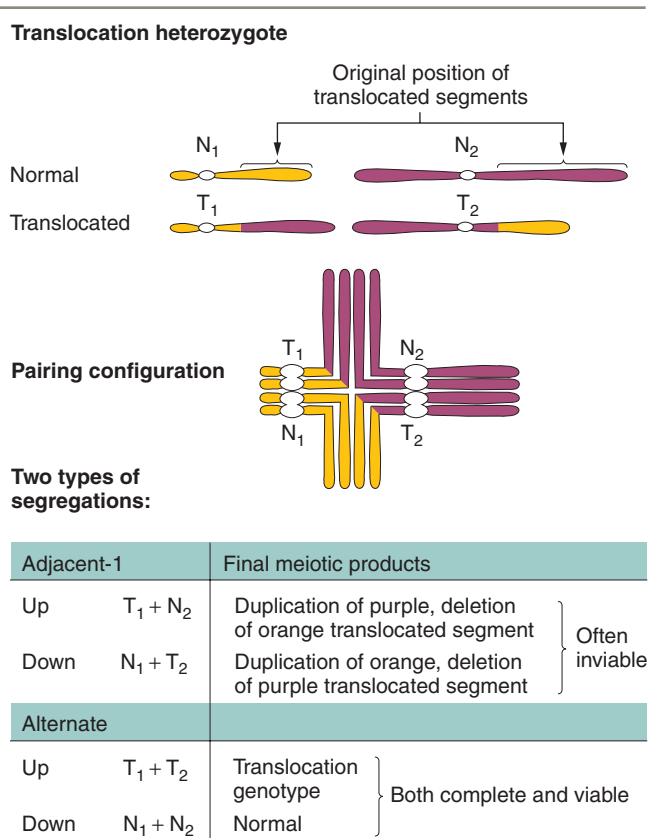 Translocation heterozygote
Original position of
translocated segments
N1 N2
Normal
T1 T2
Translocated
T1 N2
Pairing configuration
N1 T2
Two types of
segregations:
Adjacent-1 Final meiotic products
Up T1 + N2 Duplication of purple, deletion
of orange translocated segment
Down N1 + T2 Duplication of orange, deletion
of purple translocated segment
Often
inviable
Alternate
Up T1 + T2 Translocation
genotype
Down N1 + N2 Normal
Both complete and viable